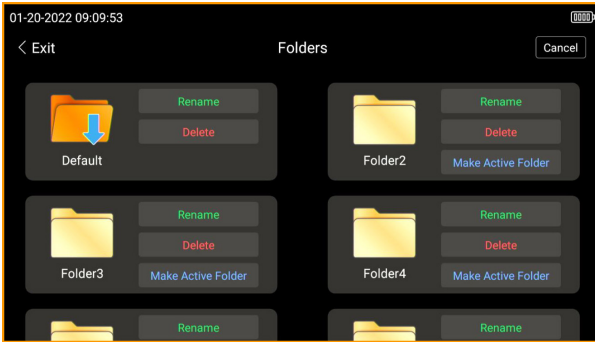 01-20-2022 09:09:53
< Exit
Folders
Cancel
Rename
Delete
Default
Rename
Delete
Folder2
Make Active Folder
Rename
Delete
Folder3
Make Active Folder
Rename
Delete
Folder4
Make Active Folder
Rename
Rename